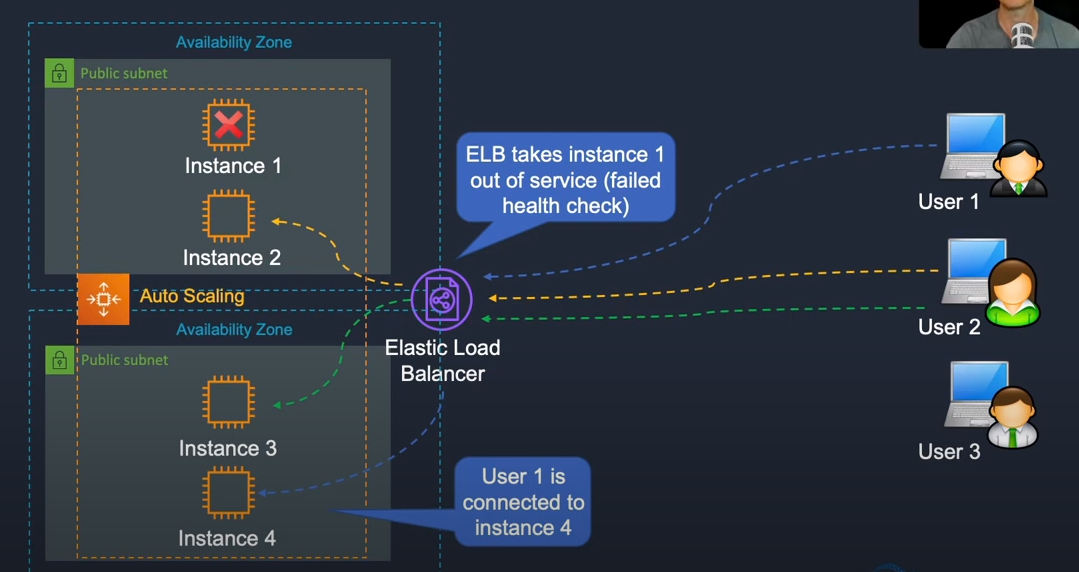 Availability Zone
Public subnet
Instance 1
Instance 2
Auto Scaling
Availability Zone
Public subnet
Instance 3
Instance 4
ELB takes instance 1
out of service (failed
health check)
Elastic Load
Balancer
User 1 is
connected to
instance 4
User 1
User 2
User 3